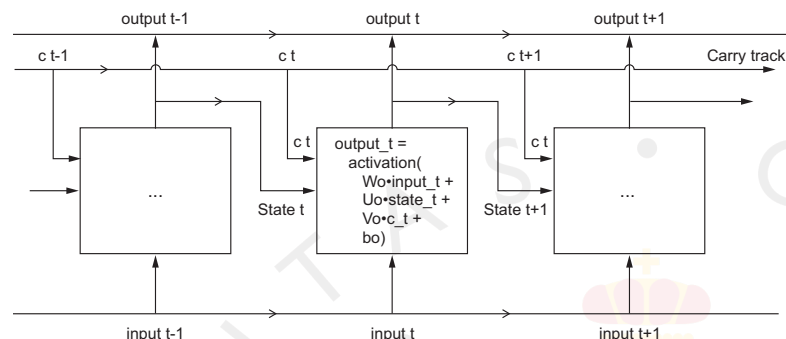 output t-1
output t
output t+1
c t-1
c t
c t+1
Carry track
c t
output_t =
activation(
Wo•input_t +
Uo•state_t +
Vo•c_t +
bo)
c t
...
...
State t
State t+1
input t-1
input t
input t+1